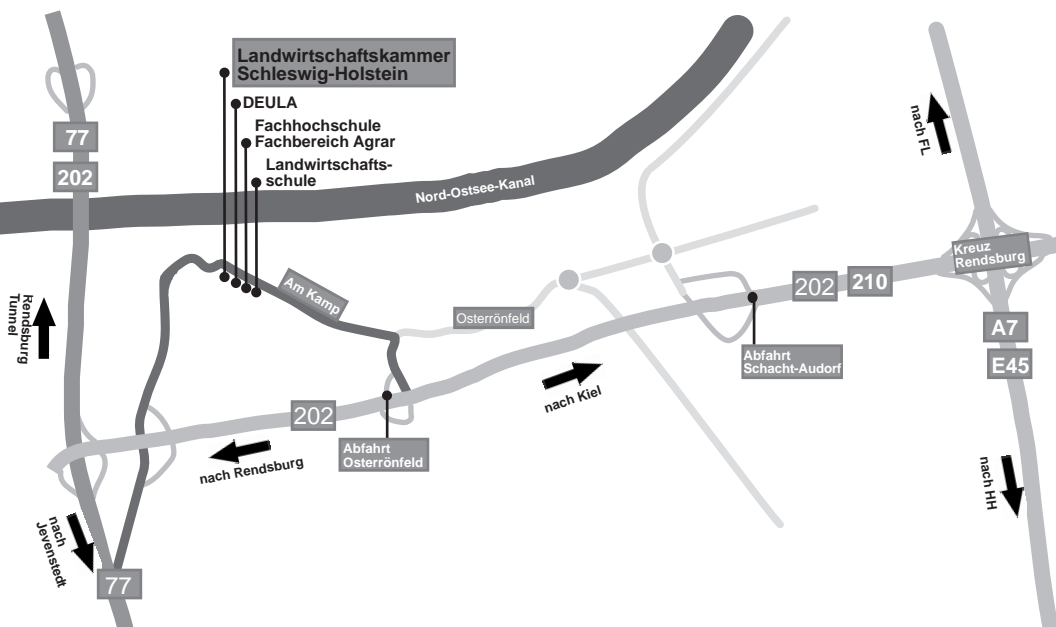 Landwirtschaftskammer
Schleswig-Holstein
DEULA
Fachhochschule
Fachbereich Agrar
Landwirtschafts-
schule
77
202
Nord-Ostsee-Kanal
nach FL
Kreuz
Rendsburg
Am Kamp
Osterrönfeld
202
210
Rendsburg
Tunnel
A7
E45
Abfahrt
Schacht-Audorf
nach Kiel
202
Abfahrt
Osterrönfeld
nach Rendsburg
nach HH
nach
Jevenstedt
77